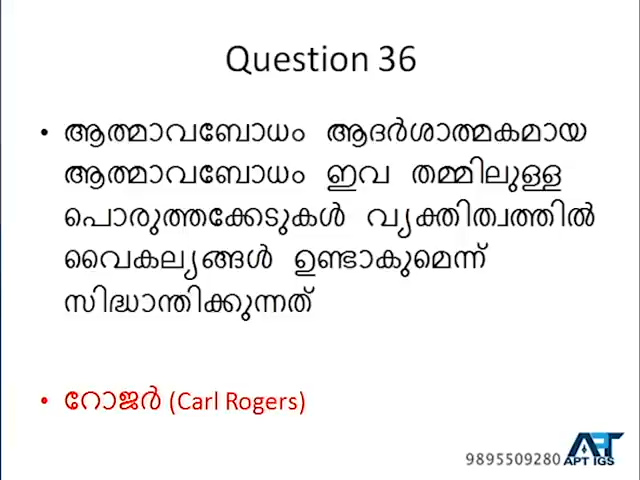 Question 36
• ആത്മാവബോധം ആദർശാത്മകമായ
ആത്മാവബോധം ഇവ തമ്മിലുള്ള
പൊരുത്തക്കേടുകൾ വ്യക്തിത്വത്തിൽ
വൈകല്യങ്ങൾ ഉണ്ടാകുമെന്ന്
സിദ്ധാന്തിക്കുന്നത്
• റോജർ (Carl Rogers)
9895509280 APT IGS